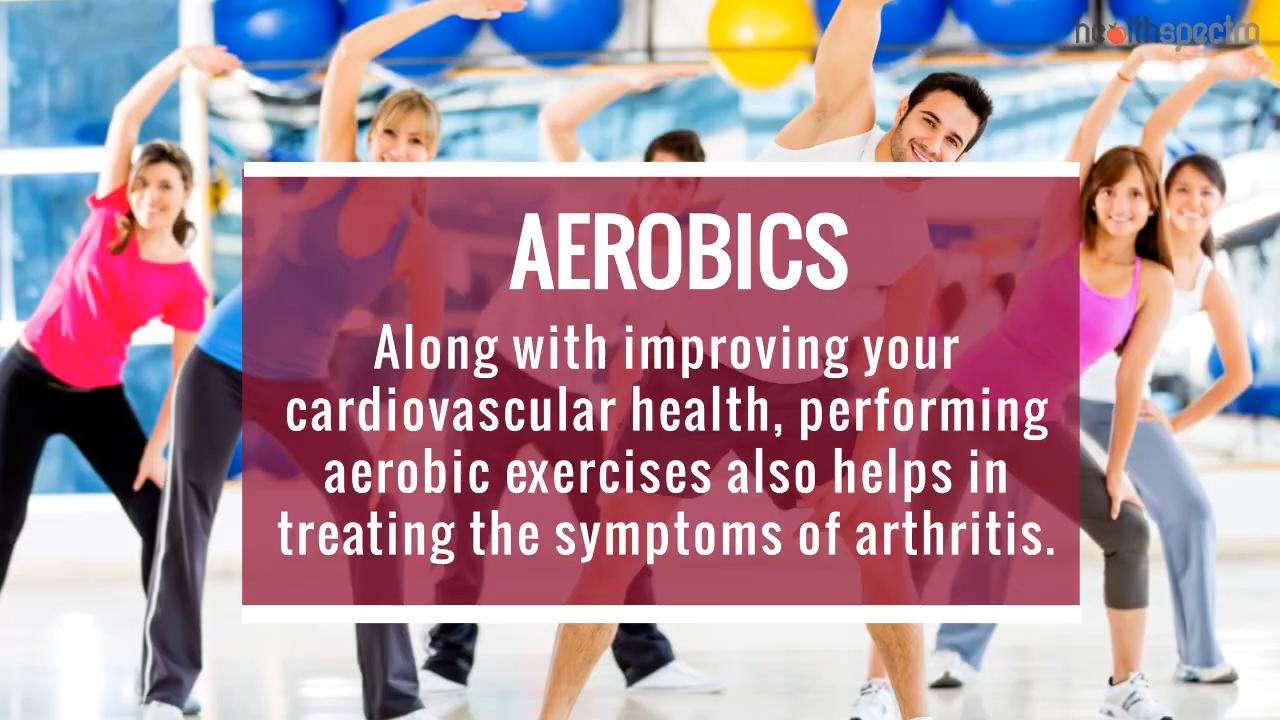 healthspectra
AEROBICS
Along with improving your
cardiovascular health, performing
aerobic exercises also helps in
treating the symptoms of arthritis.